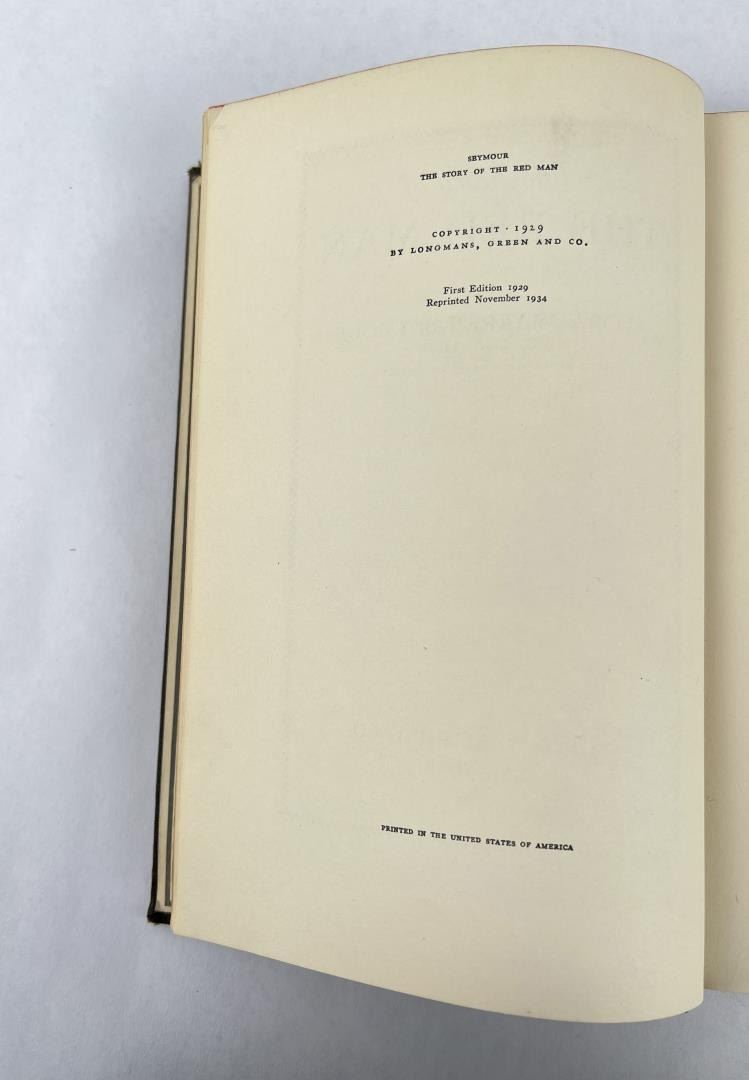 SEYMOUR
THE STORY OF THE RED MAN
COPYRIGHT · 1929
BY LONGMANS, GREEN AND CO.
First Edition 1929
Reprinted November 1934
PRINTED IN THE UNITED STATES OF AMERICA